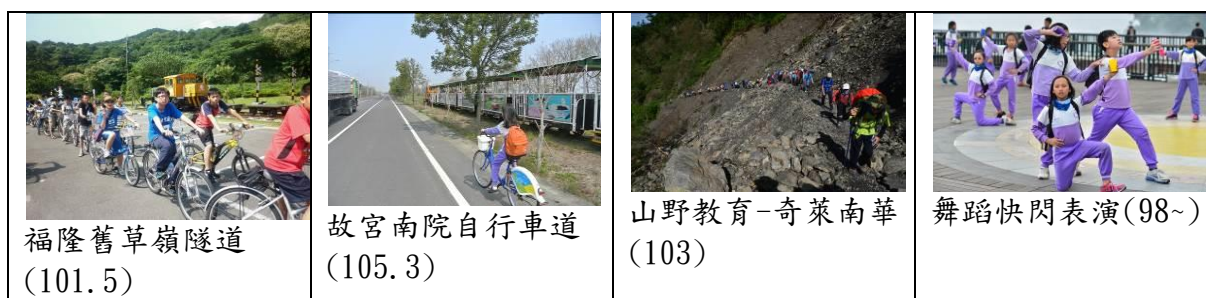 福隆舊草嶺隧道
(101.5)
故宮南院自行車道
(105.3)
山野教育-奇萊南華
(103)
舞蹈快閃表演(98~)